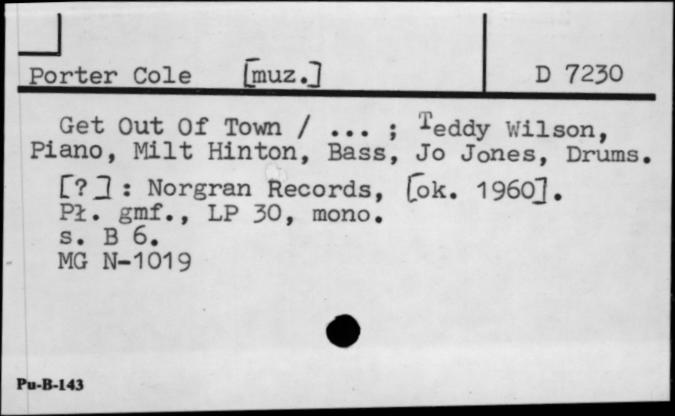 Porter Cole [muz.] D 7230
Get Out Of Town / ... ; Teddy Wilson,
Piano, Milt Hinton, Bass, Jo Jones, Drums.
[?] : Norgran Records, [ok. 1960].
Pł. gmf., LP 30, mono.
s. B 6.
MG N-1019
Pu-B-143